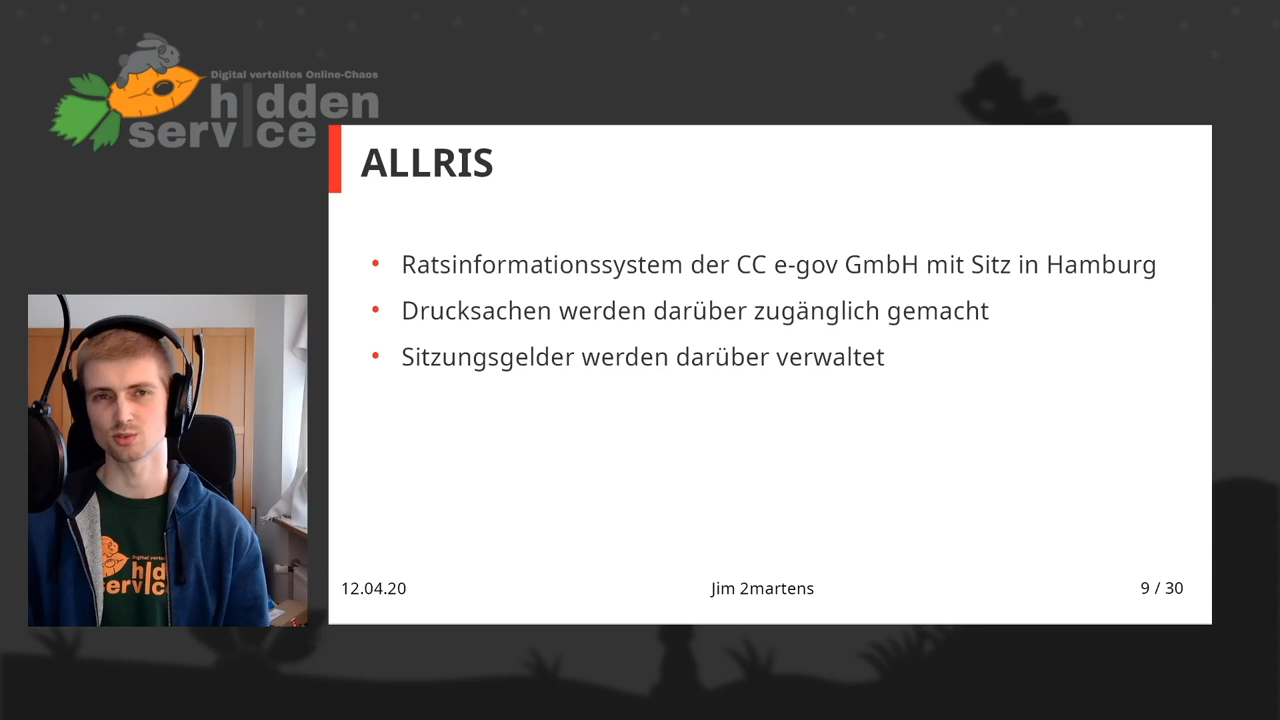 Digital verteiltes Online-Chaos
hidden
service
ALLRIS
• Ratsinformationssystem der CC e-gov GmbH mit Sitz in Hamburg
• Drucksachen werden darüber zugänglich gemacht
• Sitzungsgelder werden darüber verwaltet
12.04.20
Jim 2martens
9 / 30